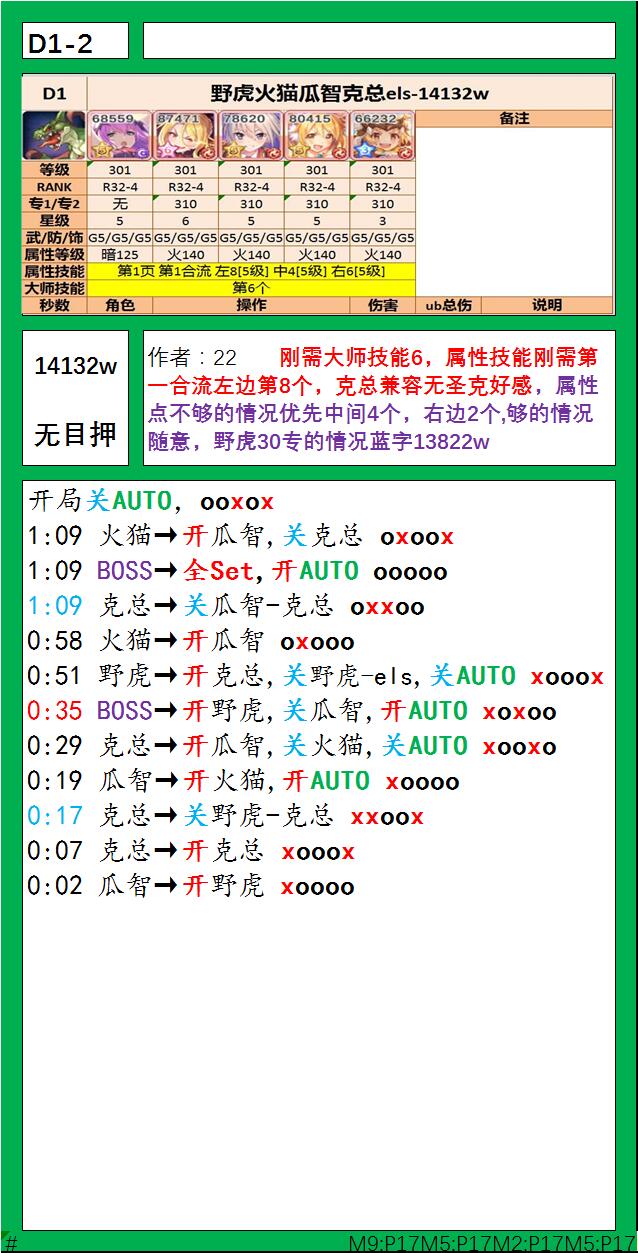 D1-2
D1 野虎火猫瓜智克总els-14132w
68559 87471 78620 80415 66232 备注
等级 301 301 301 301 301
RANK R32-4 R32-4 R32-4 R32-4 R32-4
专1/专2 无 310 310 310 310
星级 5 6 5 5 3
武/防/饰 G5/G5/G5 G5/G5/G5 G5/G5/G5 G5/G5/G5 G5/G5/G5
属性等级 暗125 火140 火140 火140 火140
属性技能 第1页 第1合流 左8[5级] 中4[5级] 右6[5级]
大师技能 第6个
秒数 角色 操作 伤害 ub总伤 说明
14132w
无目押
作者：22 刚需大师技能6，属性技能刚需第
一合流左边第8个，克总兼容无圣克好感，属性
点不够的情况优先中间4个，右边2个,够的情况
随意，野虎30专的情况蓝字13822w
开局关AUTO, ooxox
1:09 火猫→开瓜智,关克总 oxoox
1:09 BOSS→全Set,开AUTO ooooo
1:09 克总→关瓜智-克总 oxxoo
0:58 火猫→开瓜智 oxooo
0:51 野虎→开克总,关野虎-els,关AUTO xooox
0:35 BOSS→开野虎,关瓜智,开AUTO xoxoo
0:29 克总→开瓜智,关火猫,关AUTO xooxo
0:19 瓜智→开火猫,开AUTO xoooo
0:17 克总→关野虎-克总 xxoox
0:07 克总→开克总 xooox
0:02 瓜智→开野虎 xoooo
# M9:P17M5:P17M2:P17M5:P17